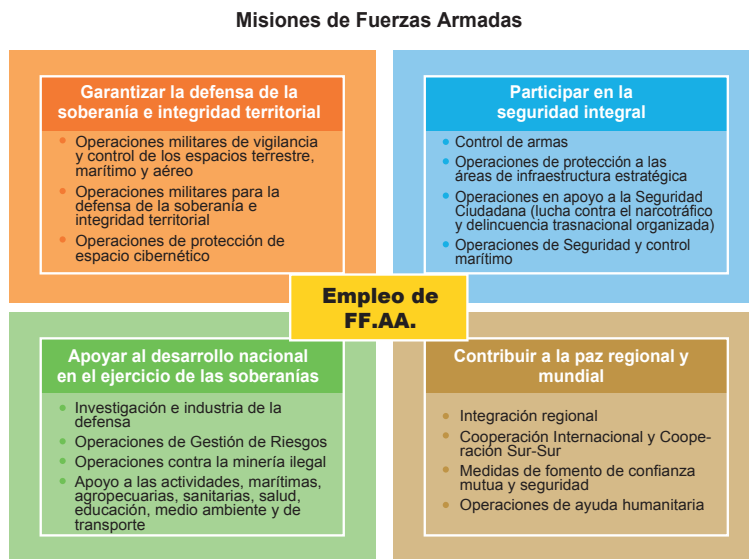 Misiones de Fuerzas Armadas
Garantizar la defensa de la
soberanía e integridad territorial
• Operaciones militares de vigilancia
y control de los espacios terrestre,
marítimo y aéreo
• Operaciones militares para la
defensa de la soberanía e
integridad territorial
• Operaciones de protección de
espacio cibernético
Participar en la
seguridad integral
• Control de armas
• Operaciones de protección a las
áreas de infraestructura estratégica
• Operaciones en apoyo a la Seguridad
Ciudadana (lucha contra el narcotráfico
y delincuencia trasnacional organizada)
• Operaciones de Seguridad y control
marítimo
Empleo de
FF.AA.
Apoyar al desarrollo nacional
en el ejercicio de las soberanías
• Investigación e industria de la
defensa
• Operaciones de Gestión de Riesgos
• Operaciones contra la minería ilegal
• Apoyo a las actividades, marítimas,
agropecuarias, sanitarias, salud,
educación, medio ambiente y de
transporte
Contribuir a la paz regional y
mundial
• Integración regional
• Cooperación Internacional y Coope-
ración Sur-Sur
• Medidas de fomento de confianza
mutua y seguridad
• Operaciones de ayuda humanitaria